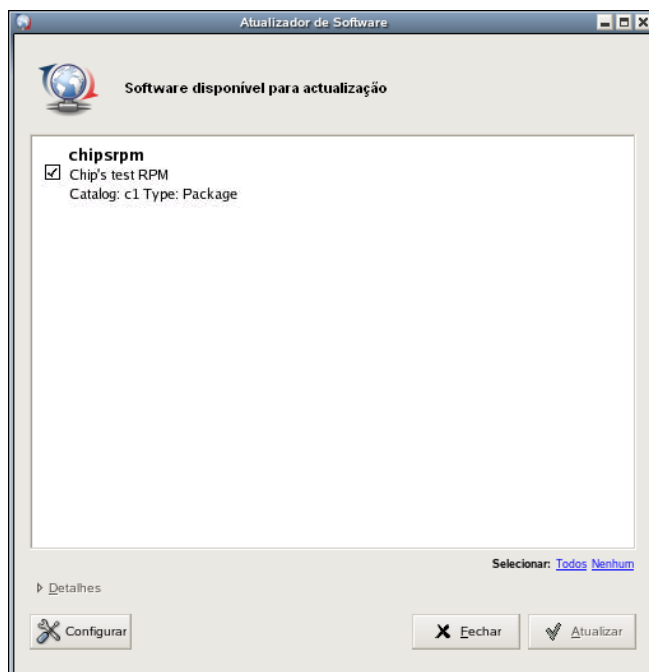 Atualizador de Software
Software disponível para actualização
chipsrpm
Chip's test RPM
Catalog: c1 Type: Package
Selecionar: Todos Nenhum
Detalhes
Configurar
Fechar
Atualizar